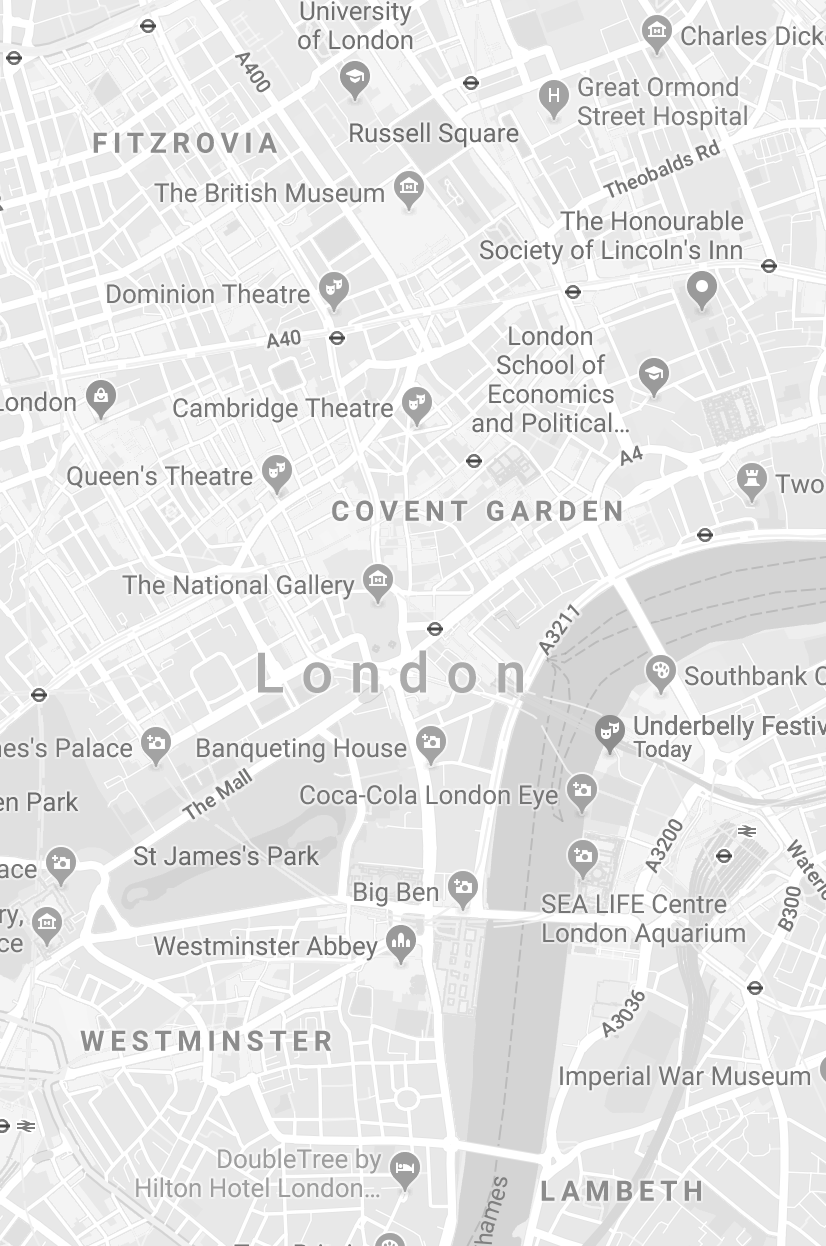 University
of London
Charles Dick
A400
Great Ormond
Street Hospital
H
FITZROVIA
Russell Square
Theobalds Rd
The British Museum
The Honourable
Society of Lincoln's Inn
Dominion Theatre
A40
London
School of
Economics
and Political...
London
Cambridge Theatre
A4
Queen's Theatre
Two
COVENT GARDEN
The National Gallery
A3211
London
Southbank C
Underbelly Festiv
Today
es's Palace
Banqueting House
The Mall
Coca-Cola London Eye
en Park
A3200
St James's Park
Waterl
ace
Big Ben
SEA LIFE Centre
London Aquarium
B300
ry,
ce
Westminster Abbey
A3036
WESTMINSTER
Imperial War Museum
DoubleTree by
Hilton Hotel London...
LAMBETH
hames